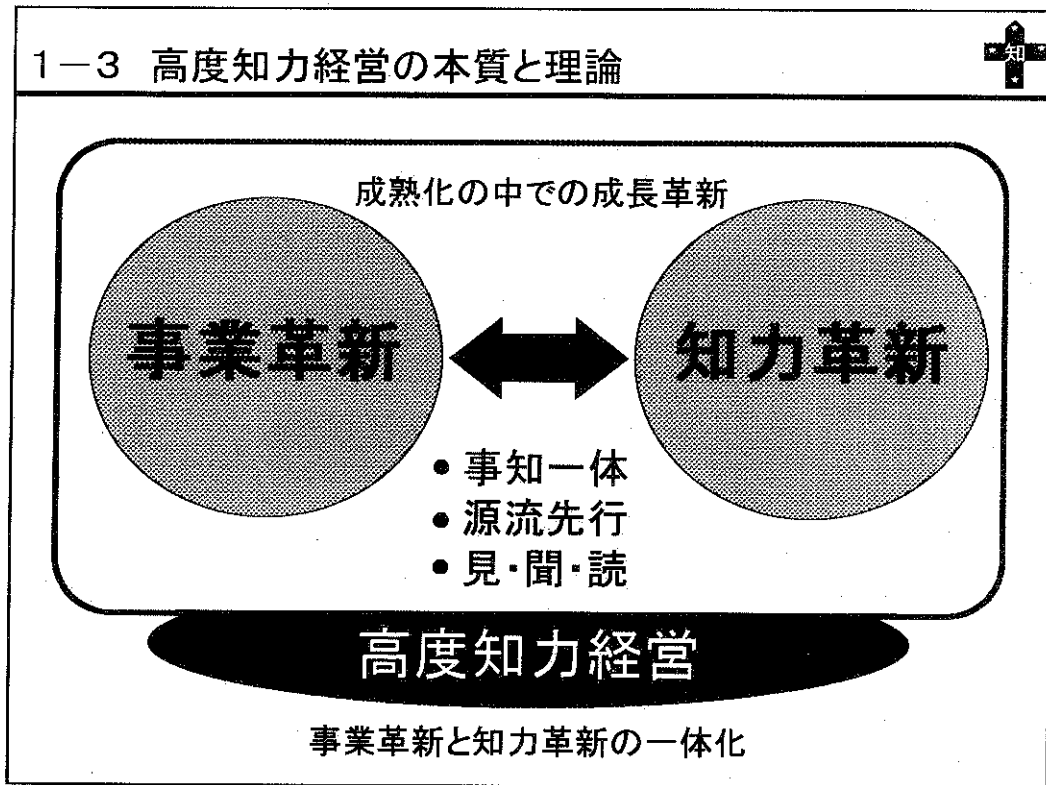 1−3 高度知力経営の本質と理論
知
成熟化の中での成長革新
事業革新
知力革新
• 事知一体
• 源流先行
• 見・聞・読
高度知力経営
事業革新と知力革新の一体化